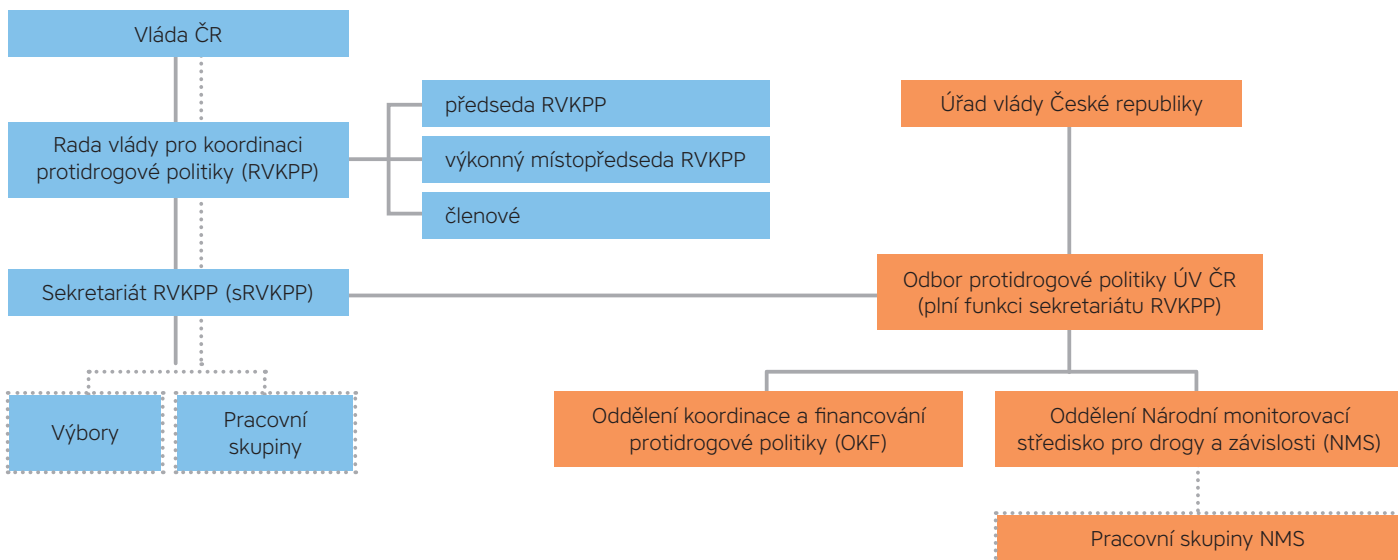 Vláda ČR
Rada vlády pro koordinaci
protidrogové politiky (RVKPP)
předseda RVKPP
výkonný místopředseda RVKPP
členové
Sekretariát RVKPP (sRVKPP)
Výbory
Pracovní
skupiny
Úřad vlády České republiky
Odbor protidrogové politiky ÚV ČR
(plní funkci sekretariátu RVKPP)
Oddělení koordinace a financování
protidrogové politiky (OKF)
Oddělení Národní monitorovací
středisko pro drogy a závislosti (NMS)
Pracovní skupiny NMS